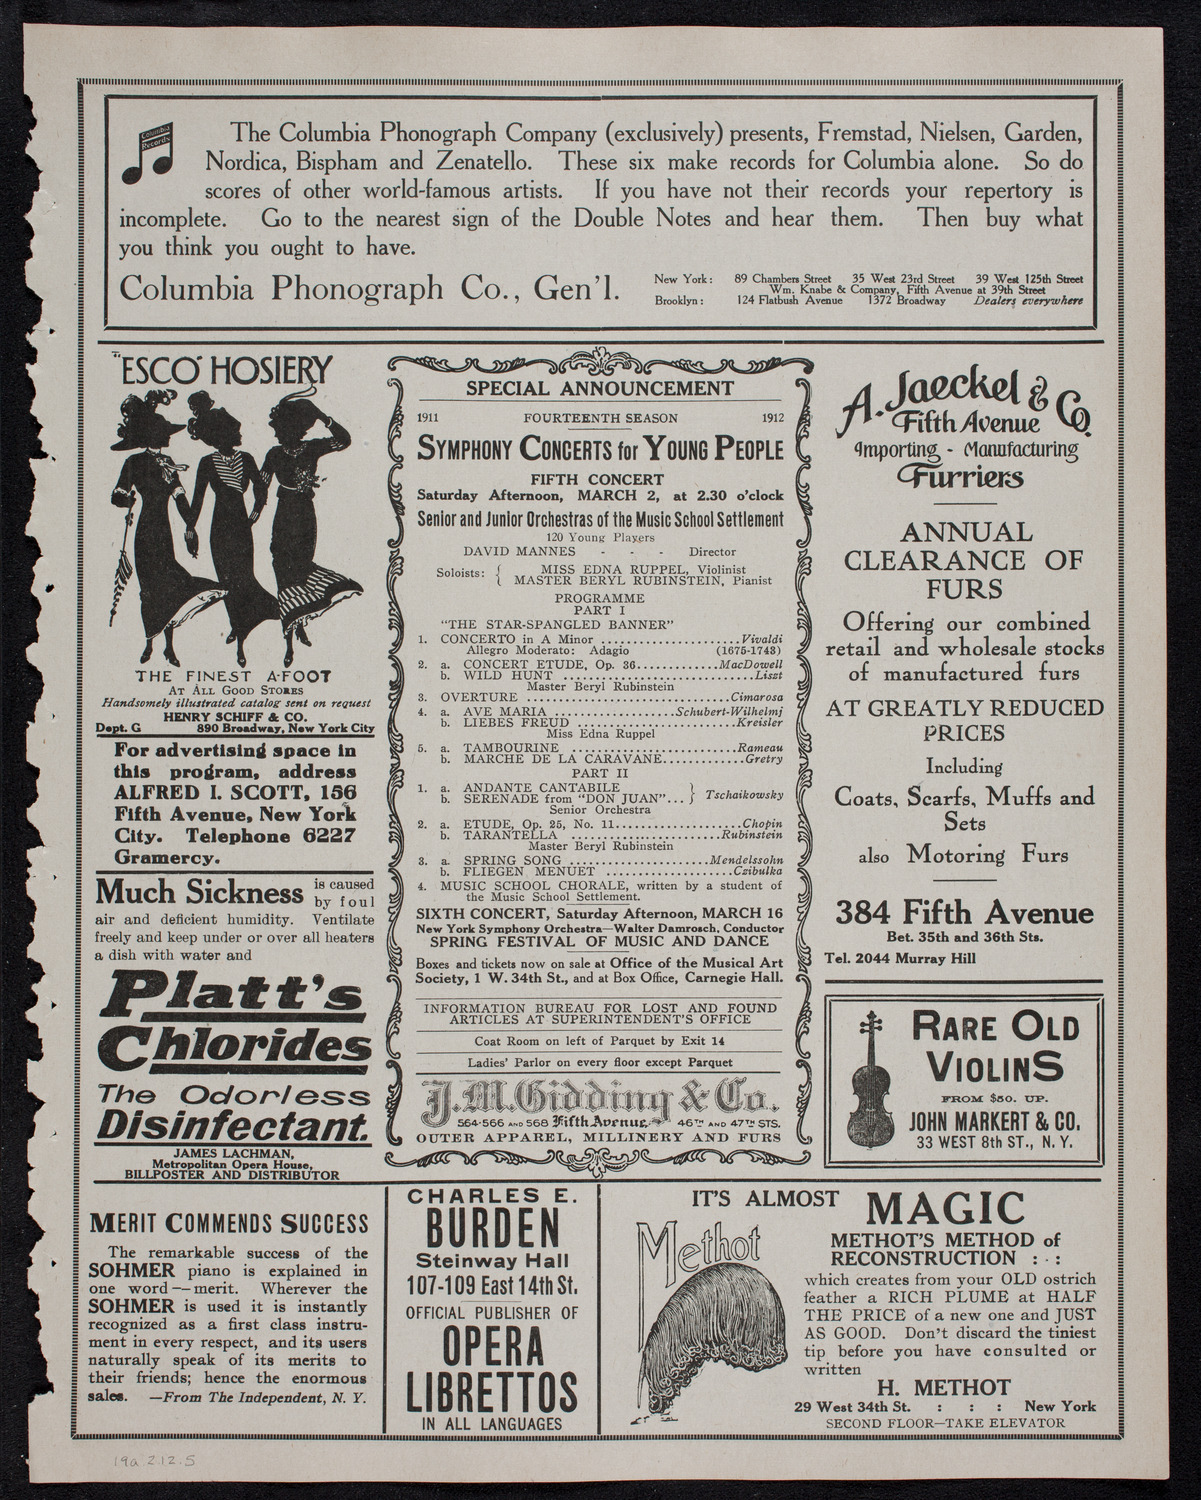 Columbia
Records
The Columbia Phonograph Company (exclusively) presents, Fremstad, Nielsen, Garden,
Nordica, Bispham and Zenatello. These six make records for Columbia alone. So do
scores of other world-famous artists. If you have not their records your repertory is
incomplete. Go to the nearest sign of the Double Notes and hear them. Then buy what
you think you ought to have.
Columbia Phonograph Co., Gen'l.
New York: 89 Chambers Street 35 West 23rd Street 39 West 125th Street
Wm. Knabe & Company, Fifth Avenue at 39th Street
Brooklyn: 124 Flatbush Avenue 1372 Broadway Dealers everywhere
"ESCO" HOSIERY
THE FINEST A-FOOT
AT ALL GOOD STORES
Handsomely illustrated catalog sent on request
HENRY SCHIFF & CO.
Dept. G 890 Broadway, New York City
For advertising space in
this program, address
ALFRED I. SCOTT, 156
Fifth Avenue, New York
City. Telephone 6227
Gramercy.
Much Sickness is caused
by foul
air and deficient humidity. Ventilate
freely and keep under or over all heaters
a dish with water and
Platt's
Chlorides
The Odorless
Disinfectant.
JAMES LACHMAN,
Metropolitan Opera House,
BILLPOSTER AND DISTRIBUTOR
SPECIAL ANNOUNCEMENT
1911 FOURTEENTH SEASON 1912
SYMPHONY CONCERTS for YOUNG PEOPLE
FIFTH CONCERT
Saturday Afternoon, MARCH 2, at 2.30 o'clock
Senior and Junior Orchestras of the Music School Settlement
120 Young Players
DAVID MANNES - - - Director
Soloists: { MISS EDNA RUPPEL, Violinist
{ MASTER BERYL RUBINSTEIN, Pianist
PROGRAMME
PART I
"THE STAR-SPANGLED BANNER"
1. CONCERTO in A Minor ......................Vivaldi
Allegro Moderato: Adagio (1675-1743)
2. a. CONCERT ETUDE, Op. 36............MacDowell
b. WILD HUNT ............................Liszt
Master Beryl Rubinstein
3. OVERTURE ................................Cimarosa
4. a. AVE MARIA ..................Schubert-Wilhelmj
b. LIEBES FREUD .......................Kreisler
Miss Edna Ruppel
5. a. TAMBOURINE ........................Rameau
b. MARCHE DE LA CARAVANE............Gretry
PART II
1. a. ANDANTE CANTABILE }
b. SERENADE from "DON JUAN"... } Tschaikowsky
Senior Orchestra
2. a. ETUDE, Op. 25, No. 11..................Chopin
b. TARANTELLA ......................Rubinstein
Master Beryl Rubinstein
3. a. SPRING SONG .....................Mendelssohn
b. FLIEGEN MENUET ..................Czibulka
4. MUSIC SCHOOL CHORALE, written by a student of
the Music School Settlement.
SIXTH CONCERT, Saturday Afternoon, MARCH 16
New York Symphony Orchestra—Walter Damrosch, Conductor
SPRING FESTIVAL OF MUSIC AND DANCE
Boxes and tickets now on sale at Office of the Musical Art
Society, 1 W. 34th St., and at Box Office, Carnegie Hall.
INFORMATION BUREAU FOR LOST AND FOUND
ARTICLES AT SUPERINTENDENT'S OFFICE
Coat Room on left of Parquet by Exit 14
Ladies' Parlor on every floor except Parquet
J.M. Gidding & Co.
564-566 AND 568 Fifth Avenue 46TH AND 47TH STS.
OUTER APPAREL, MILLINERY AND FURS
A. Jaeckel & Co.
Fifth Avenue
Importing - Manufacturing
Furriers
ANNUAL
CLEARANCE OF
FURS
Offering our combined
retail and wholesale stocks
of manufactured furs
AT GREATLY REDUCED
PRICES
Including
Coats, Scarfs, Muffs and
Sets
also Motoring Furs
384 Fifth Avenue
Bet. 35th and 36th Sts.
Tel. 2044 Murray Hill
RARE OLD
VIOLINS
FROM $50. UP.
JOHN MARKERT & CO.
33 WEST 8th ST., N. Y.
MERIT COMMENDS SUCCESS
The remarkable success of the
SOHMER piano is explained in
one word—merit. Wherever the
SOHMER is used it is instantly
recognized as a first class instru-
ment in every respect, and its users
naturally speak of its merits to
their friends; hence the enormous
sales. —From The Independent, N. Y.
CHARLES E.
BURDEN
Steinway Hall
107-109 East 14th St.
OFFICIAL PUBLISHER OF
OPERA
LIBRETTOS
IN ALL LANGUAGES
IT'S ALMOST MAGIC
Methot
METHOT'S METHOD of
RECONSTRUCTION : - :
which creates from your OLD ostrich
feather a RICH PLUME at HALF
THE PRICE of a new one and JUST
AS GOOD. Don't discard the tiniest
tip before you have consulted or
written
H. METHOT
29 West 34th St. : : : New York
SECOND FLOOR—TAKE ELEVATOR
19a 2.12.5